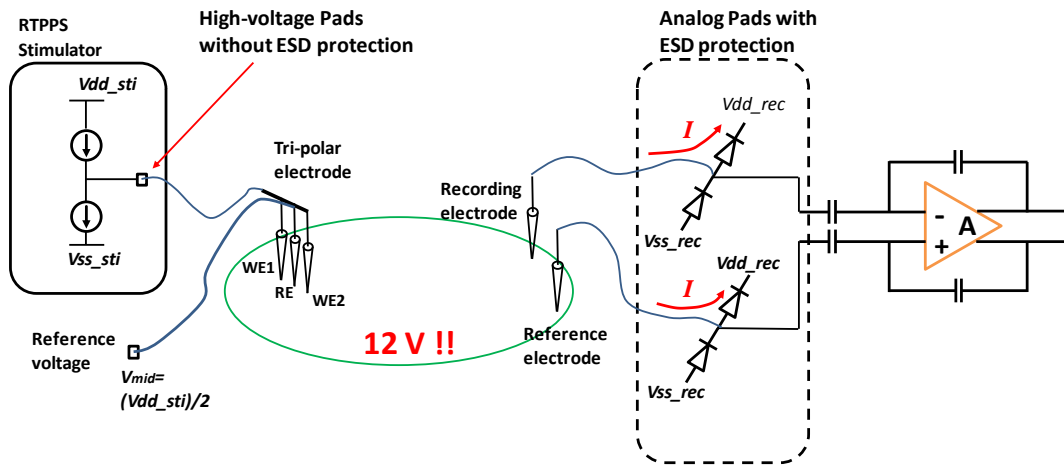 RTPPS
Stimulator
Vdd_sti
Vss_sti
High-voltage Pads
without ESD protection
Analog Pads with
ESD protection
Tri-polar
electrode
WE1
RE
WE2
12 V !!
Reference
voltage
Vmid=
(Vdd_sti)/2
Recording
electrode
Reference
electrode
I
Vdd_rec
Vss_rec
I
Vdd_rec
Vss_rec
-
+
A